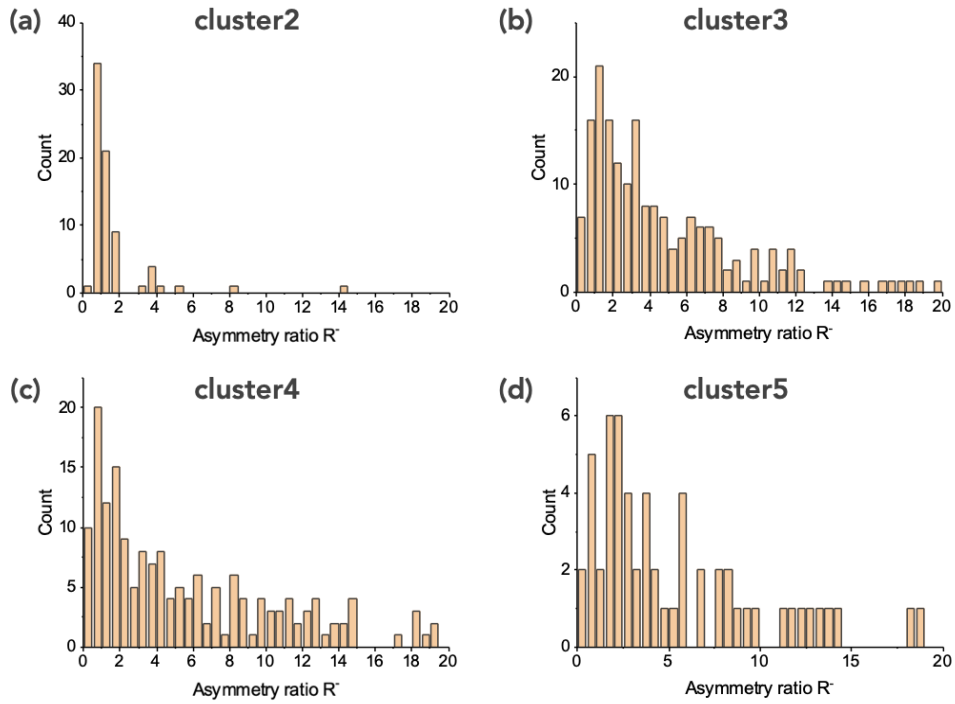 (a) cluster2
40
30
20
10
0
Count
0 2 4 6 8 10 12 14 16 18 20
Asymmetry ratio R⁻
(b) cluster3
20
10
0
Count
0 2 4 6 8 10 12 14 16 18 20
Asymmetry ratio R⁻
(c) cluster4
20
15
10
5
0
Count
0 2 4 6 8 10 12 14 16 18 20
Asymmetry ratio R⁻
(d) cluster5
6
4
2
0
Count
0 5 10 15 20
Asymmetry ratio R⁻